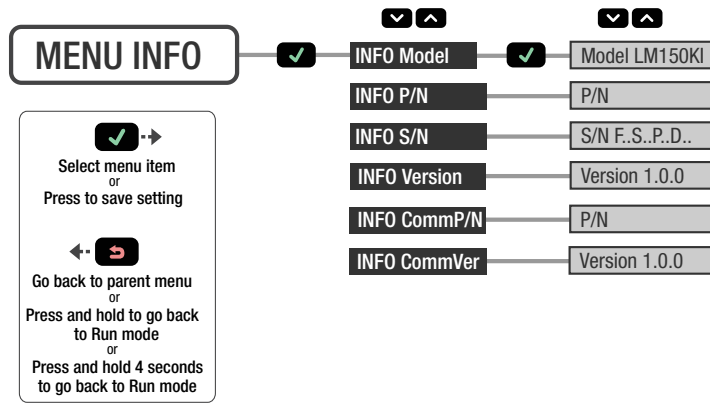 MENU INFO
INFO Model
Model LM150KI
INFO P/N
P/N
INFO S/N
S/N F..S..P..D..
INFO Version
Version 1.0.0
INFO CommP/N
P/N
INFO CommVer
Version 1.0.0
Select menu item
or
Press to save setting
Go back to parent menu
or
Press and hold to go back
to Run mode
or
Press and hold 4 seconds
to go back to Run mode